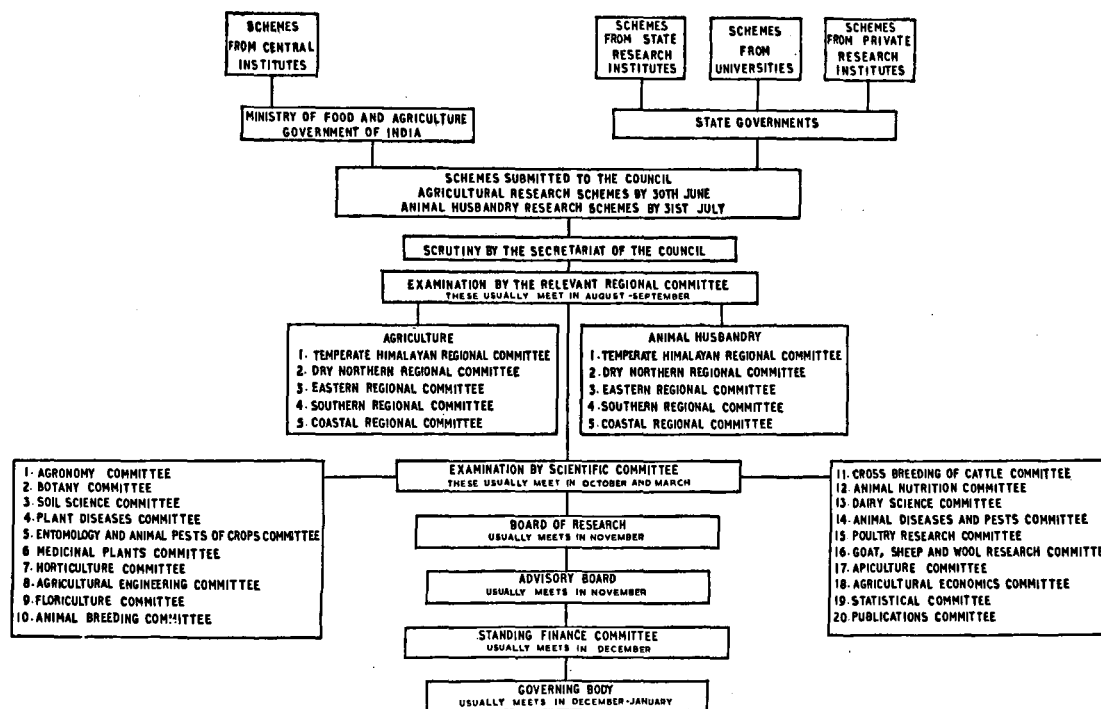 SCHEMES
FROM CENTRAL
INSTITUTES
SCHEMES
FROM STATE
RESEARCH
INSTITUTES
SCHEMES
FROM
UNIVERSITIES
SCHEMES
FROM PRIVATE
RESEARCH
INSTITUTES
MINISTRY OF FOOD AND AGRICULTURE
GOVERNMENT OF INDIA
STATE GOVERNMENTS
SCHEMES SUBMITTED TO THE COUNCIL
AGRICULTURAL RESEARCH SCHEMES BY 30TH JUNE
ANIMAL HUSBANDRY RESEARCH SCHEMES BY 31ST JULY
SCRUTINY BY THE SECRETARIAT OF THE COUNCIL
EXAMINATION BY THE RELEVANT REGIONAL COMMITTEE
THESE USUALLY MEET IN AUGUST-SEPTEMBER
AGRICULTURE
1. TEMPERATE HIMALAYAN REGIONAL COMMITTEE
2. DRY NORTHERN REGIONAL COMMITTEE
3. EASTERN REGIONAL COMMITTEE
4. SOUTHERN REGIONAL COMMITTEE
5. COASTAL REGIONAL COMMITTEE
ANIMAL HUSBANDRY
1. TEMPERATE HIMALAYAN REGIONAL COMMITTEE
2. DRY NORTHERN REGIONAL COMMITTEE
3. EASTERN REGIONAL COMMITTEE
4. SOUTHERN REGIONAL COMMITTEE
5. COASTAL REGIONAL COMMITTEE
1. AGRONOMY COMMITTEE
2. BOTANY COMMITTEE
3. SOIL SCIENCE COMMITTEE
4. PLANT DISEASES COMMITTEE
5. ENTOMOLOGY AND ANIMAL PESTS OF CROPS COMMITTEE
6 MEDICINAL PLANTS COMMITTEE
7. HORTICULTURE COMMITTEE
8. AGRICULTURAL ENGINEERING COMMITTEE
9. FLORICULTURE COMMITTEE
10. ANIMAL BREEDING COMMITTEE
EXAMINATION BY SCIENTIFIC COMMITTEE
THESE USUALLY MEET IN OCTOBER AND MARCH
11. CROSS BREEDING OF CATTLE COMMITTEE
12. ANIMAL NUTRITION COMMITTEE
13. DAIRY SCIENCE COMMITTEE
14. ANIMAL DISEASES AND PESTS COMMITTEE
15. POULTRY RESEARCH COMMITTEE
16. GOAT, SHEEP AND WOOL RESEARCH COMMITTE
17. APICULTURE COMMITTEE
18. AGRICULTURAL ECONOMICS COMMITTEE
19. STATISTICAL COMMITTEE
20. PUBLICATIONS COMMITTEE
BOARD OF RESEARCH
USUALLY MEETS IN NOVEMBER
ADVISORY BOARD
USUALLY MEETS IN NOVEMBER
STANDING FINANCE COMMITTEE
USUALLY MEETS IN DECEMBER
GOVERNING BODY
USUALLY MEETS IN DECEMBER-JANUARY